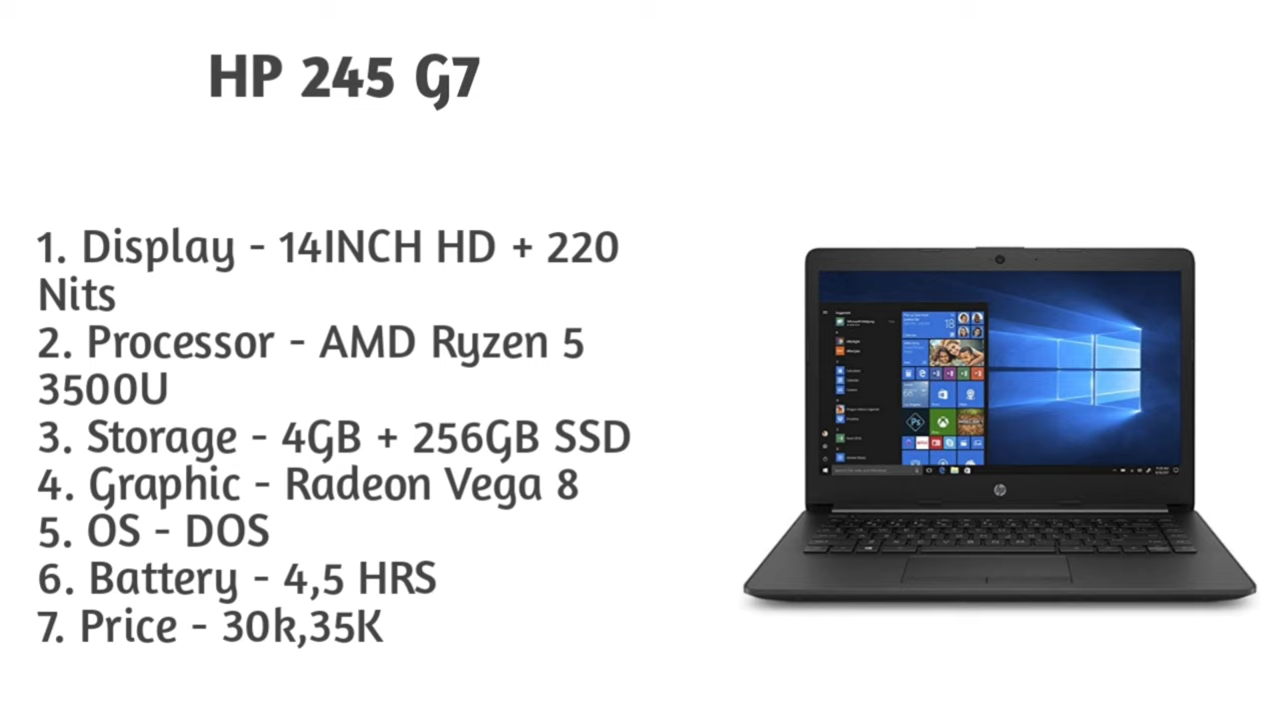 HP 245 G7
1. Display - 14INCH HD + 220
Nits
2. Processor - AMD Ryzen 5
3500U
3. Storage - 4GB + 256GB SSD
4. Graphic - Radeon Vega 8
5. OS - DOS
6. Battery - 4,5 HRS
7. Price - 30k,35K
hp